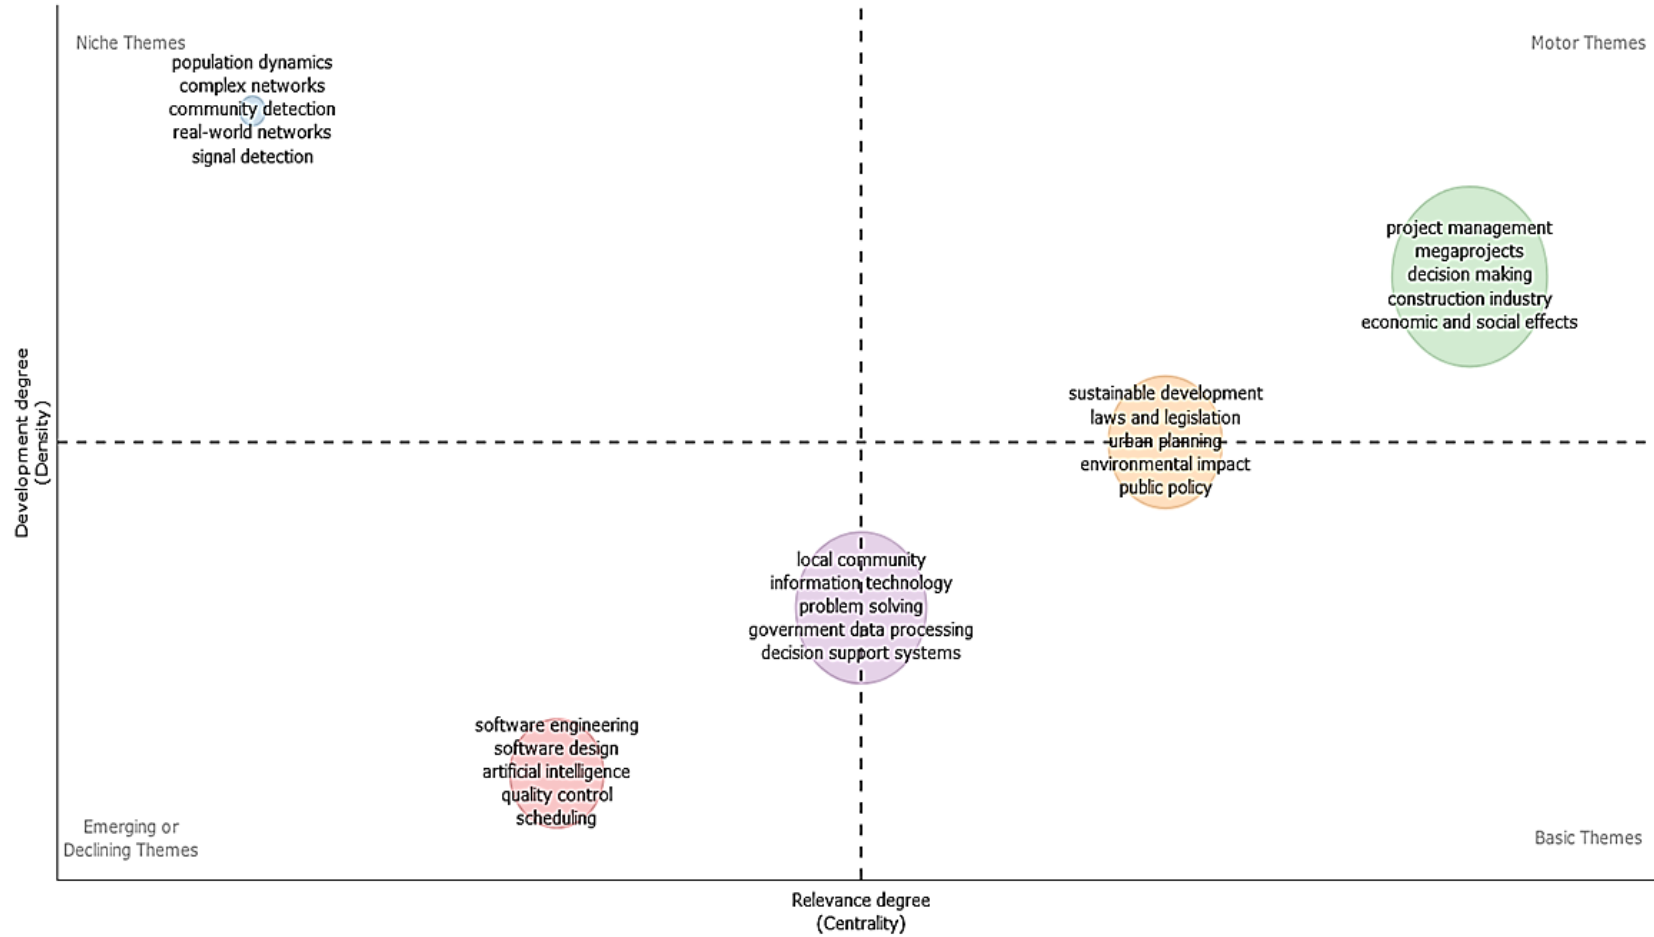 Niche Themes
Motor Themes
population dynamics
complex networks
community detection
real-world networks
signal detection
project management
megaprojects
decision making
construction industry
economic and social effects
sustainable development
laws and legislation
urban planning
environmental impact
public policy
Development degree
(Density)
local community
information technology
problem solving
government data processing
decision support systems
software engineering
software design
artificial intelligence
quality control
scheduling
Emerging or
Declining Themes
Basic Themes
Relevance degree
(Centrality)